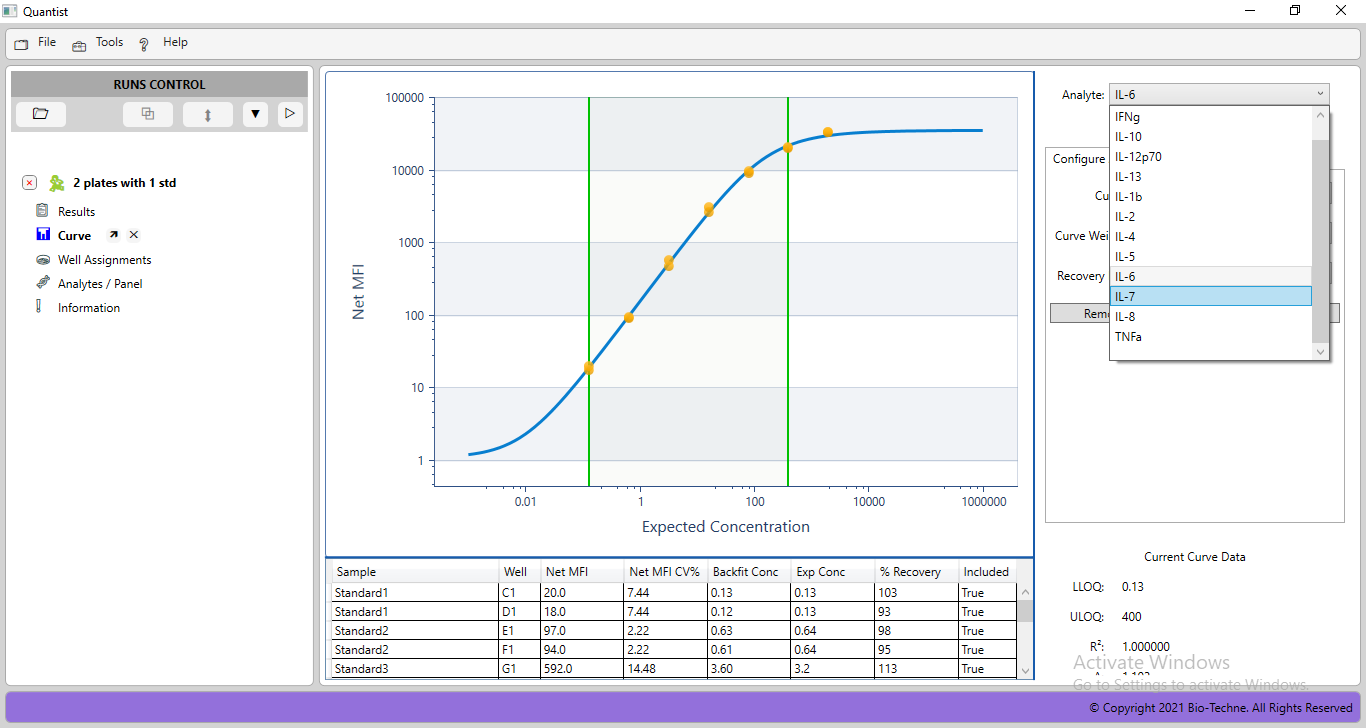 Quantist
File Tools ? Help
RUNS CONTROL
2 plates with 1 std
Results
Curve
Well Assignments
Analytes / Panel
Information
100000
10000
1000
100
10
1
Net MFI
0.01 1 100 10000 1000000
Expected Concentration
Sample Well Net MFI Net MFI CV% Backfit Conc Exp Conc % Recovery Included
Standard1 C1 20.0 7.44 0.13 0.13 103 True
Standard1 D1 18.0 7.44 0.12 0.13 93 True
Standard2 E1 97.0 2.22 0.63 0.64 98 True
Standard2 F1 94.0 2.22 0.61 0.64 95 True
Standard3 G1 592.0 14.48 3.60 3.2 113 True
Analyte: IL-6
IFNg
IL-10
IL-12p70
IL-13
IL-1b
IL-2
IL-4
IL-5
IL-6
IL-7
IL-8
TNFa
Configure
Cu
Curve Wei
Recovery
Rem
Current Curve Data
LLOQ: 0.13
ULOQ: 400
R²: 1.000000
Activate Windows
Go to Settings to activate Windows.
© Copyright 2021 Bio-Techne. All Rights Reserved